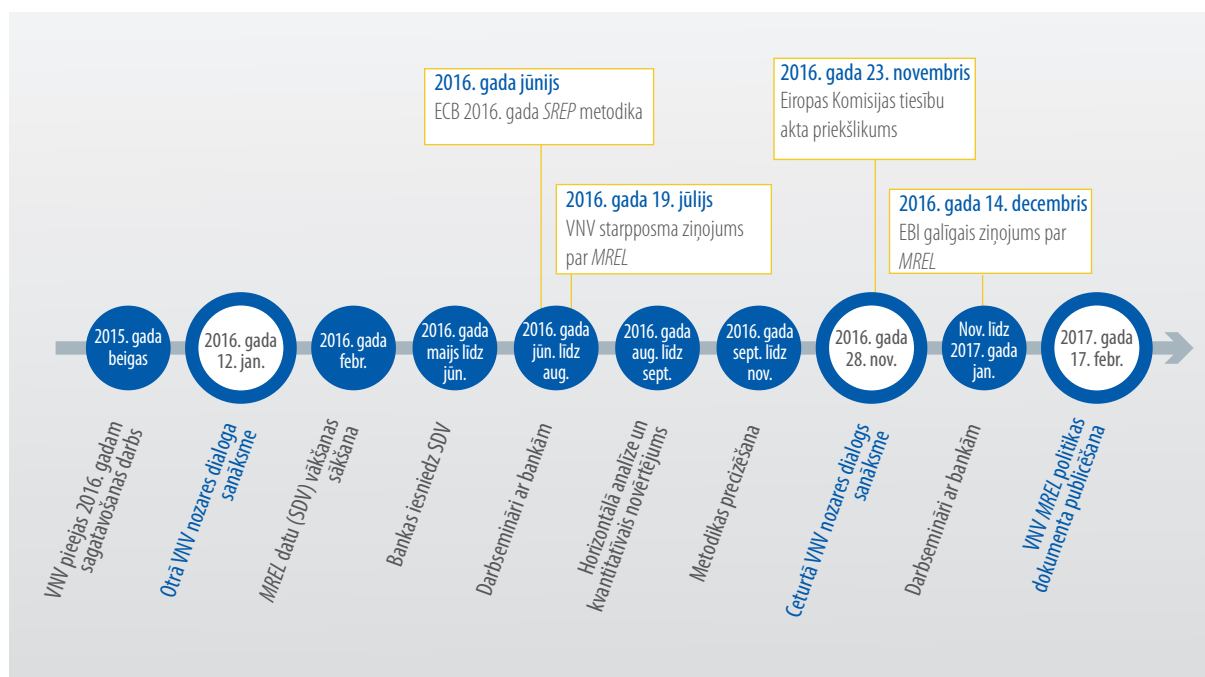 2016. gada jūnijs
ECB 2016. gada SREP metodika
2016. gada 23. novembris
Eiropas Komisijas tiesību
akta priekšlikums
2016. gada 19. jūlijs
VNV starpposma ziņojums
par MREL
2016. gada 14. decembris
EBI galīgais ziņojums par
MREL
2015. gada
beigas
2016. gada
12. jan.
2016. gada
febr.
2016. gada
maijs līdz
jūn.
2016. gada
jūn. līdz
aug.
2016. gada
aug. līdz
sept.
2016. gada
sept. līdz
nov.
2016. gada
28. nov.
Nov. līdz
2017. gada
jan.
2017. gada
17. febr.
VNV pieejas 2016. gadam
sagatavošanas darbs
Otrā VNV nozares dialoga
sanāksme
MREL datu (SDV) vākšanas
sākšana
Bankas iesniedz SDV
Darbsemināri ar bankām
Horizontālā analīze un
kvantitatīvais novērtējums
Metodikas precizēšana
Ceturtā VNV nozares dialogs
sanāksme
Darbsemināri ar bankām
VNV MREL politikas
dokumenta publicēšana